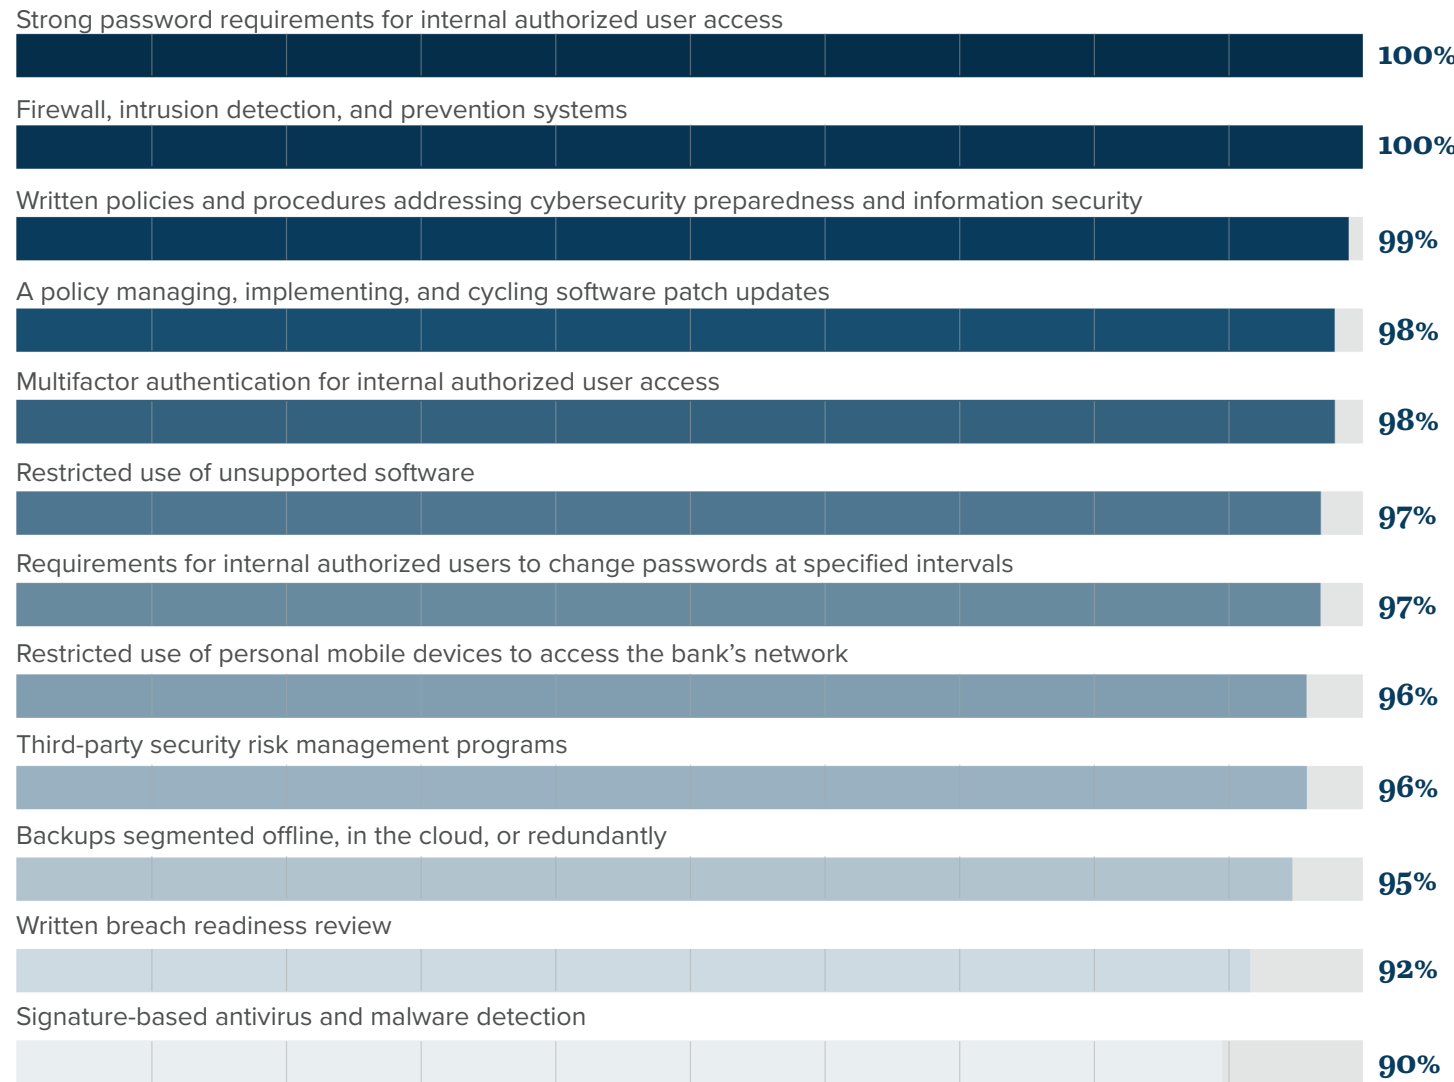 Strong password requirements for internal authorized user access
100%
Firewall, intrusion detection, and prevention systems
100%
Written policies and procedures addressing cybersecurity preparedness and information security
99%
A policy managing, implementing, and cycling software patch updates
98%
Multifactor authentication for internal authorized user access
98%
Restricted use of unsupported software
97%
Requirements for internal authorized users to change passwords at specified intervals
97%
Restricted use of personal mobile devices to access the bank’s network
96%
Third-party security risk management programs
96%
Backups segmented offline, in the cloud, or redundantly
95%
Written breach readiness review
92%
Signature-based antivirus and malware detection
90%